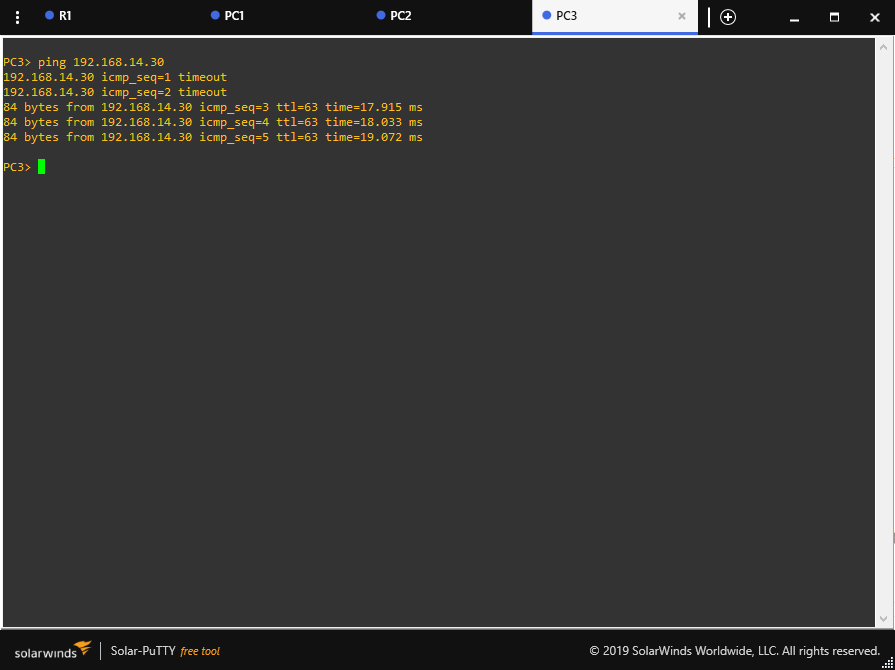 R1
PC1
PC2
PC3
PC3> ping 192.168.14.30
192.168.14.30 icmp_seq=1 timeout
192.168.14.30 icmp_seq=2 timeout
84 bytes from 192.168.14.30 icmp_seq=3 ttl=63 time=17.915 ms
84 bytes from 192.168.14.30 icmp_seq=4 ttl=63 time=18.033 ms
84 bytes from 192.168.14.30 icmp_seq=5 ttl=63 time=19.072 ms
PC3>
solarwinds Solar-PuTTY free tool © 2019 SolarWinds Worldwide, LLC. All rights reserved.